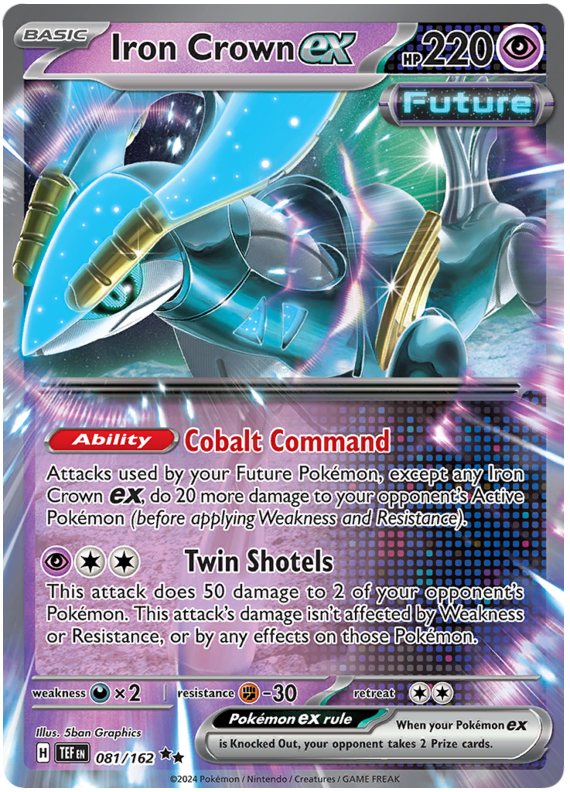 BASIC
Iron Crown ex
HP 220
Future
Ability Cobalt Command
Attacks used by your Future Pokémon, except any Iron
Crown ex, do 20 more damage to your opponent's Active
Pokémon (before applying Weakness and Resistance).
Twin Shotels
This attack does 50 damage to 2 of your opponent's
Pokémon. This attack's damage isn't affected by Weakness
or Resistance, or by any effects on those Pokémon.
weakness ×2 resistance -30 retreat
Illus. 5ban Graphics
Pokémon ex rule When your Pokémon ex
is Knocked Out, your opponent takes 2 Prize cards.
H TEF EN 081/162 ★★
©2024 Pokémon / Nintendo / Creatures / GAME FREAK